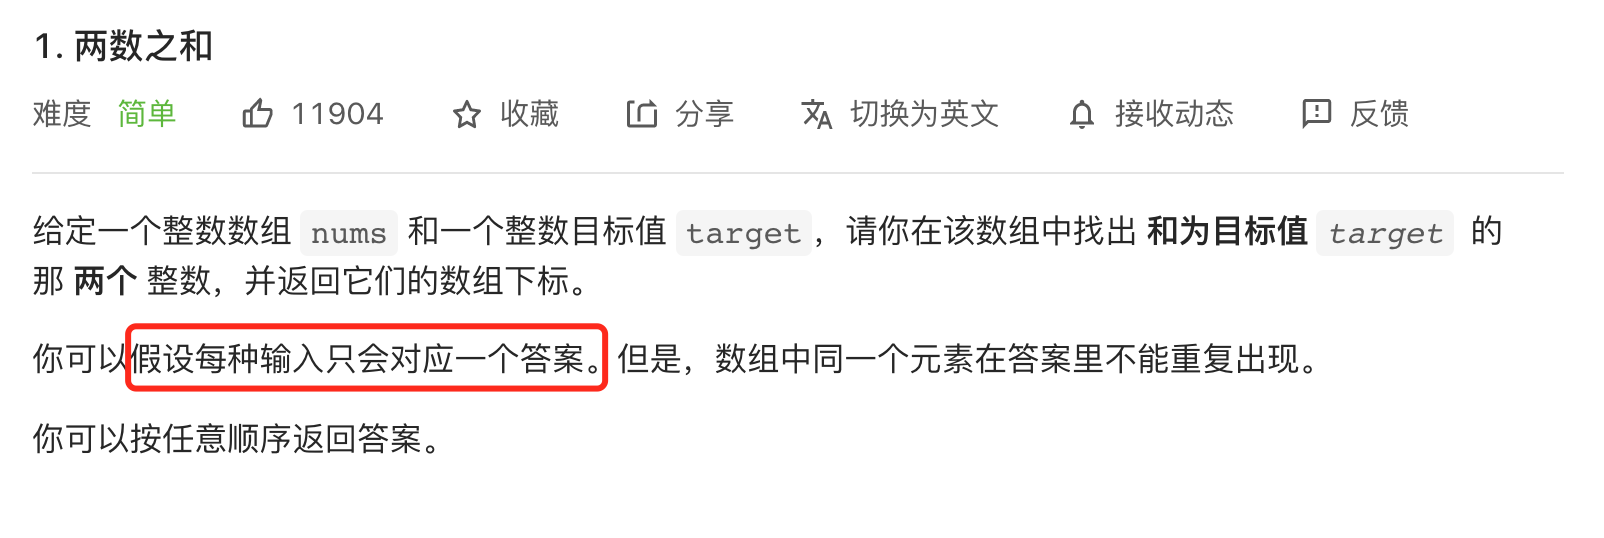 1. 两数之和
难度 简单 11904 收藏 分享 切换为英文 接收动态 反馈
给定一个整数数组 nums 和一个整数目标值 target，请你在该数组中找出 和为目标值 target 的
那 两个 整数，并返回它们的数组下标。
你可以假设每种输入只会对应一个答案。但是，数组中同一个元素在答案里不能重复出现。
你可以按任意顺序返回答案。